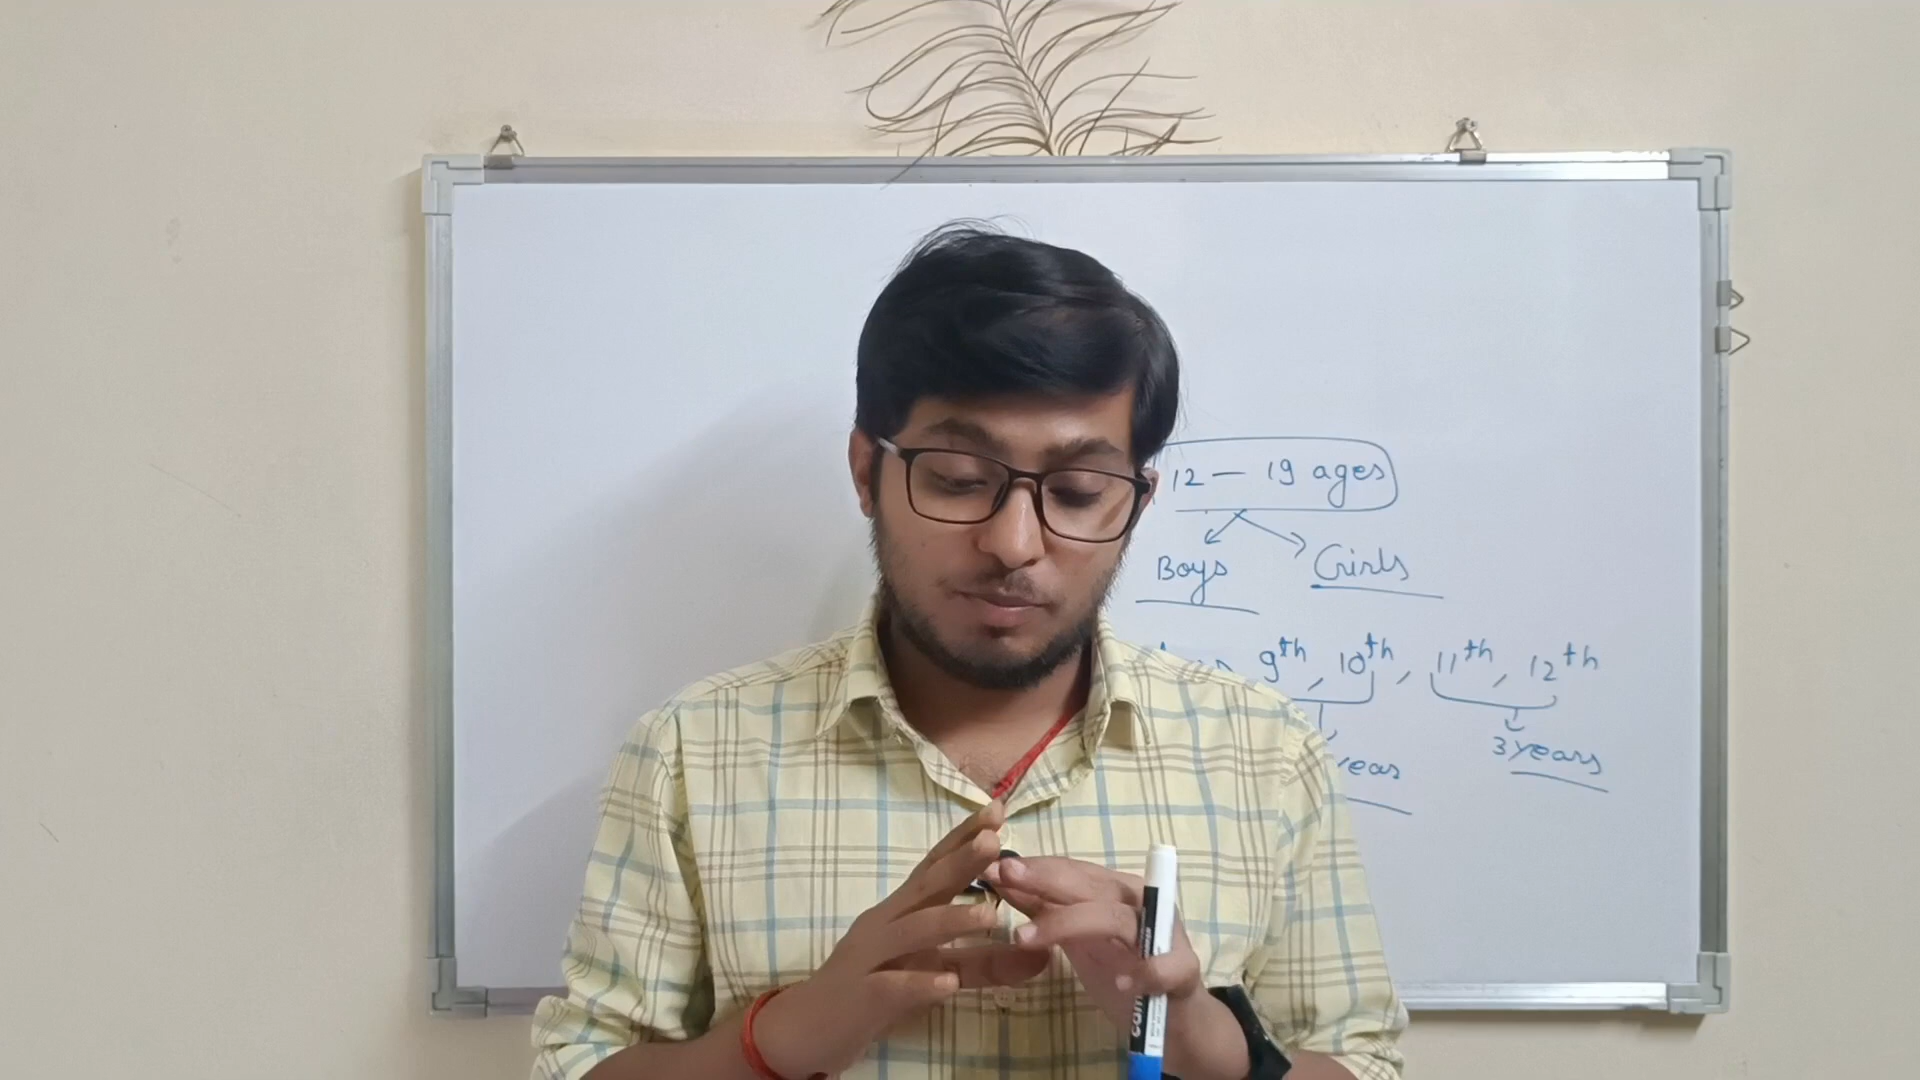 12 — 19 ages
Boys Girls
9th, 10th, 11th, 12th
3 years